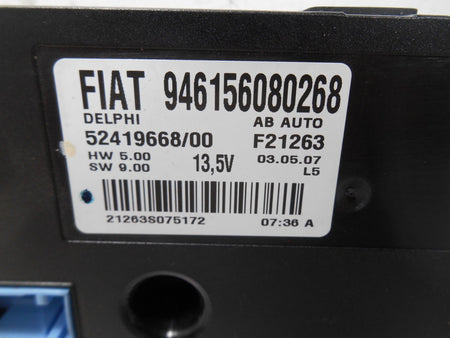 FIAT 946156080268
DELPHI AB AUTO
52419668/00 F21263
HW 5.00 13,5V 03.05.07
SW 9.00 L5
21263S075172 07:36 A